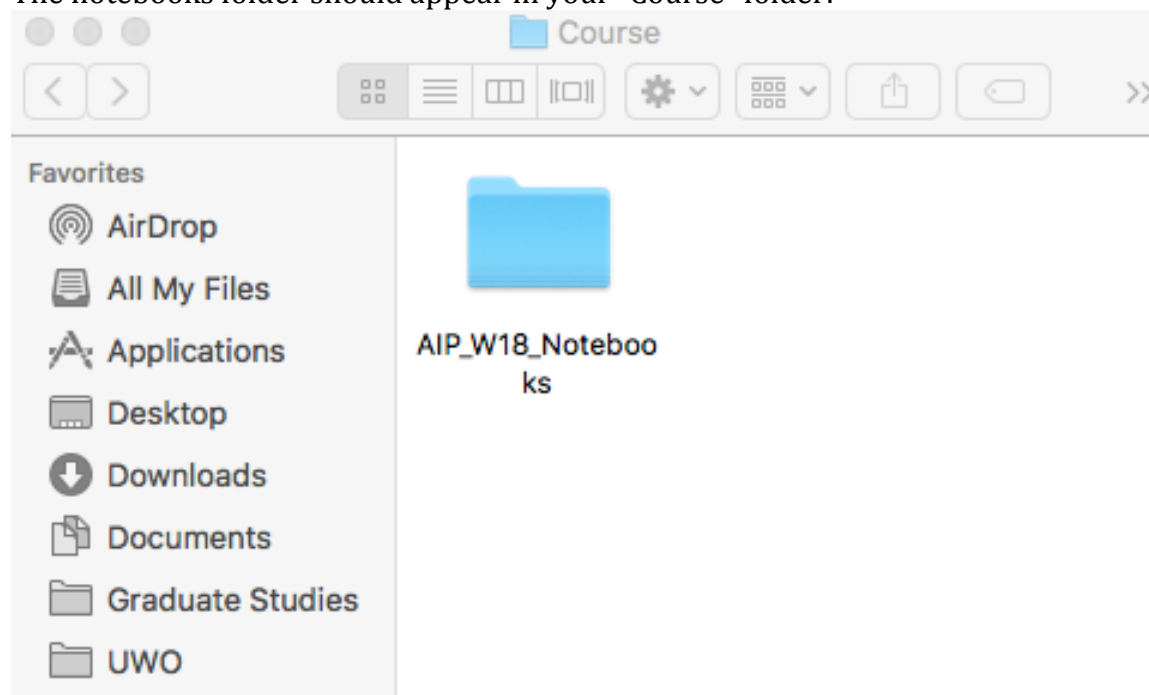 The notebooks folder should appear in your "Course" folder.
Course
Favorites
AirDrop
All My Files
Applications
Desktop
Downloads
Documents
Graduate Studies
UWO
AIP_W18_Noteboo
ks